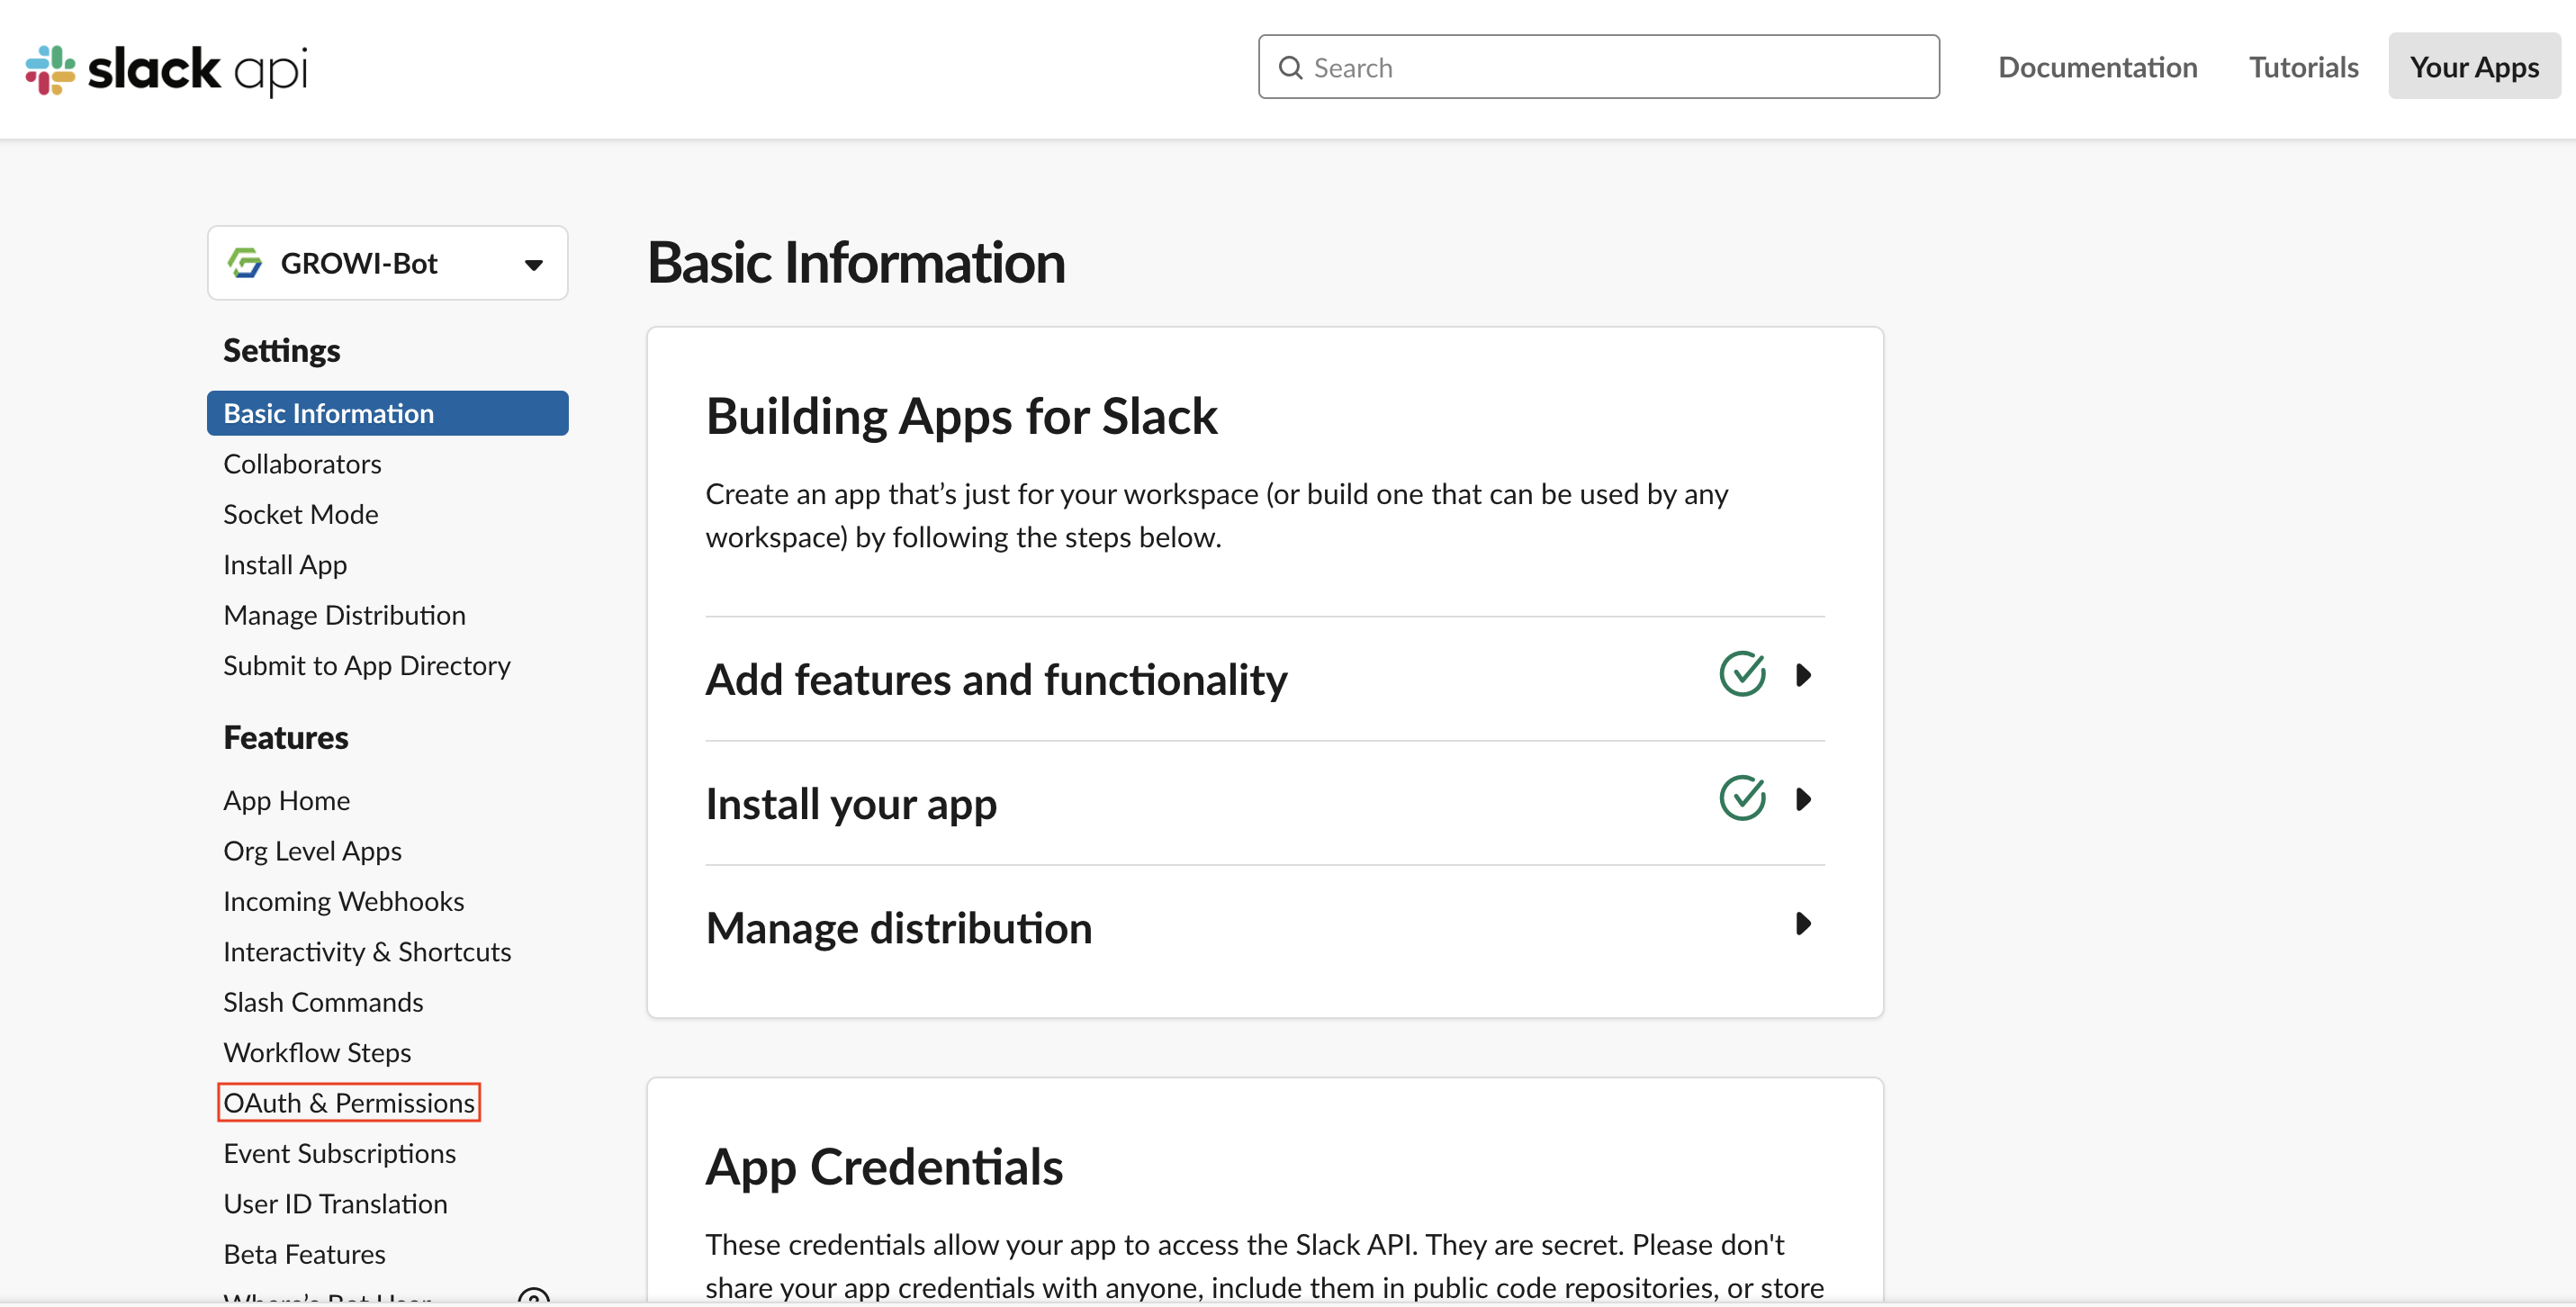 slack api
Search
Documentation
Tutorials
Your Apps
GROWI-Bot
Settings
Basic Information
Collaborators
Socket Mode
Install App
Manage Distribution
Submit to App Directory
Features
App Home
Org Level Apps
Incoming Webhooks
Interactivity & Shortcuts
Slash Commands
Workflow Steps
OAuth & Permissions
Event Subscriptions
User ID Translation
Beta Features
Where's Bot User
Basic Information
Building Apps for Slack
Create an app that’s just for your workspace (or build one that can be used by any
workspace) by following the steps below.
Add features and functionality
Install your app
Manage distribution
App Credentials
These credentials allow your app to access the Slack API. They are secret. Please don't
share your app credentials with anyone, include them in public code repositories, or store